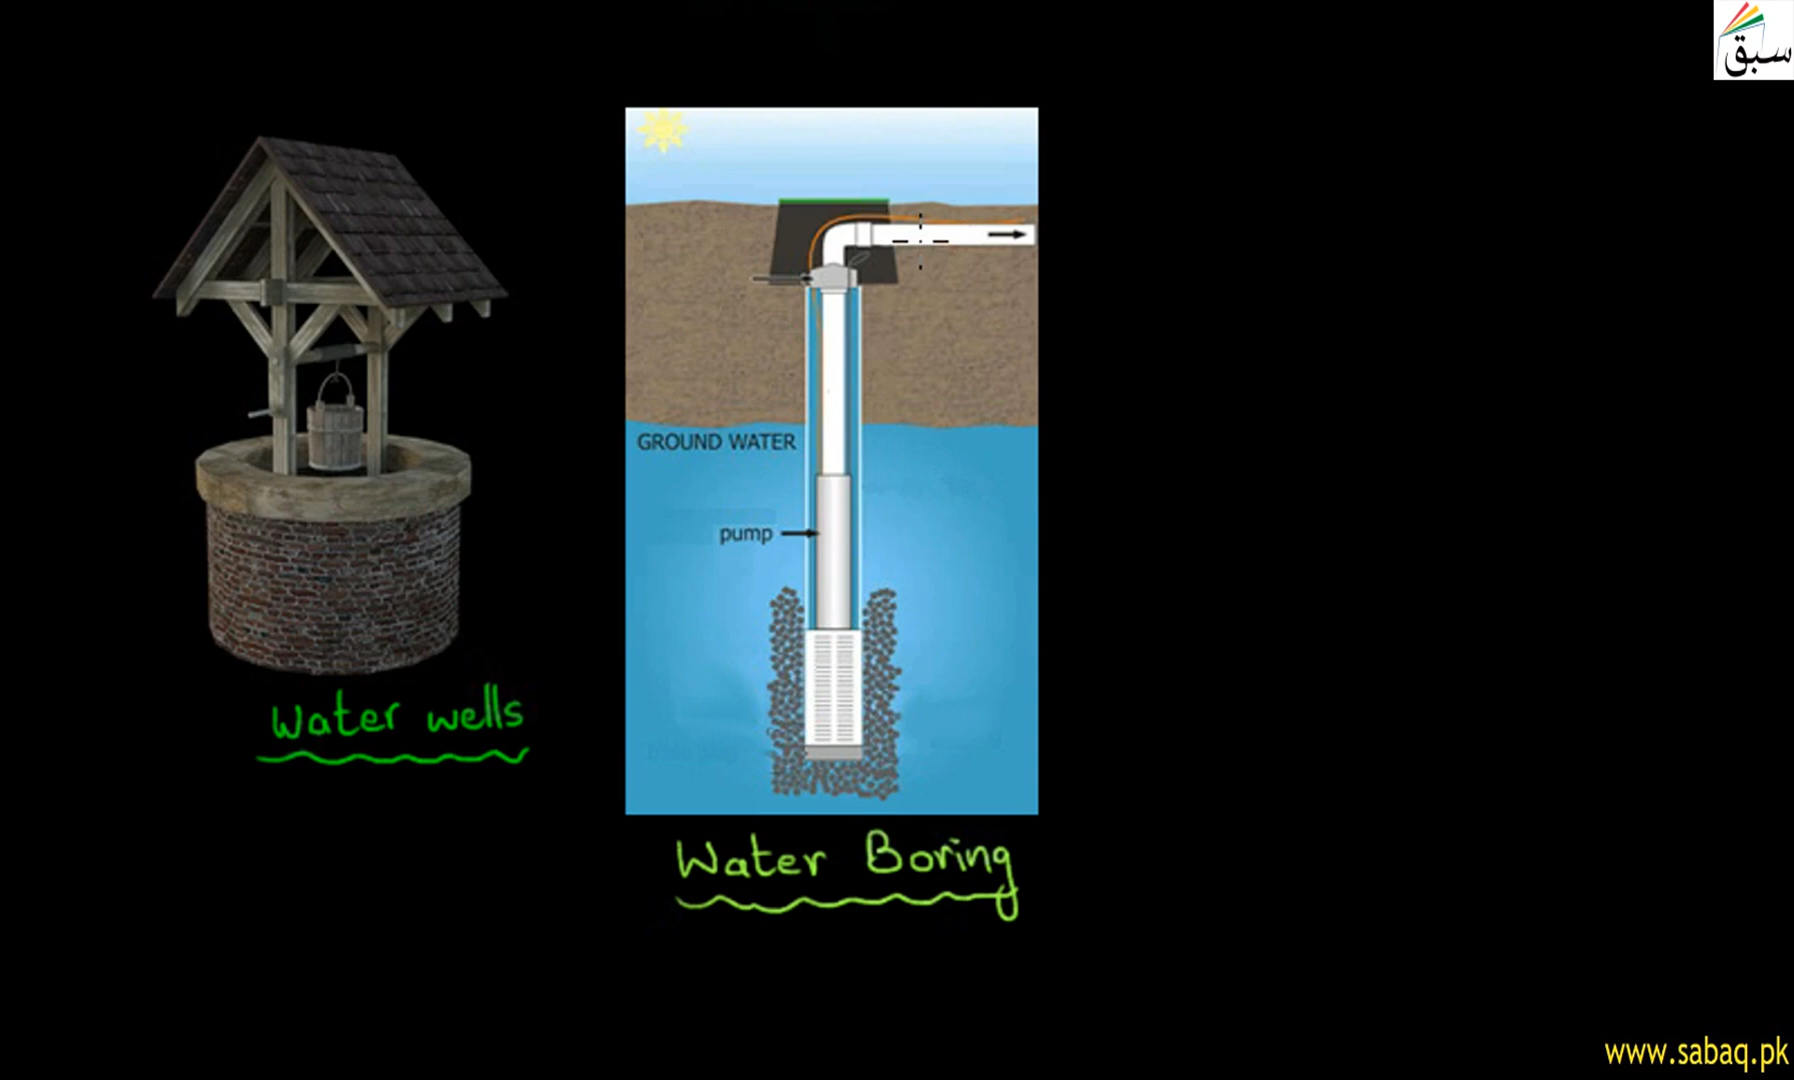 سبق
GROUND WATER
pump
Water wells
Water Boring
www.sabaq.pk